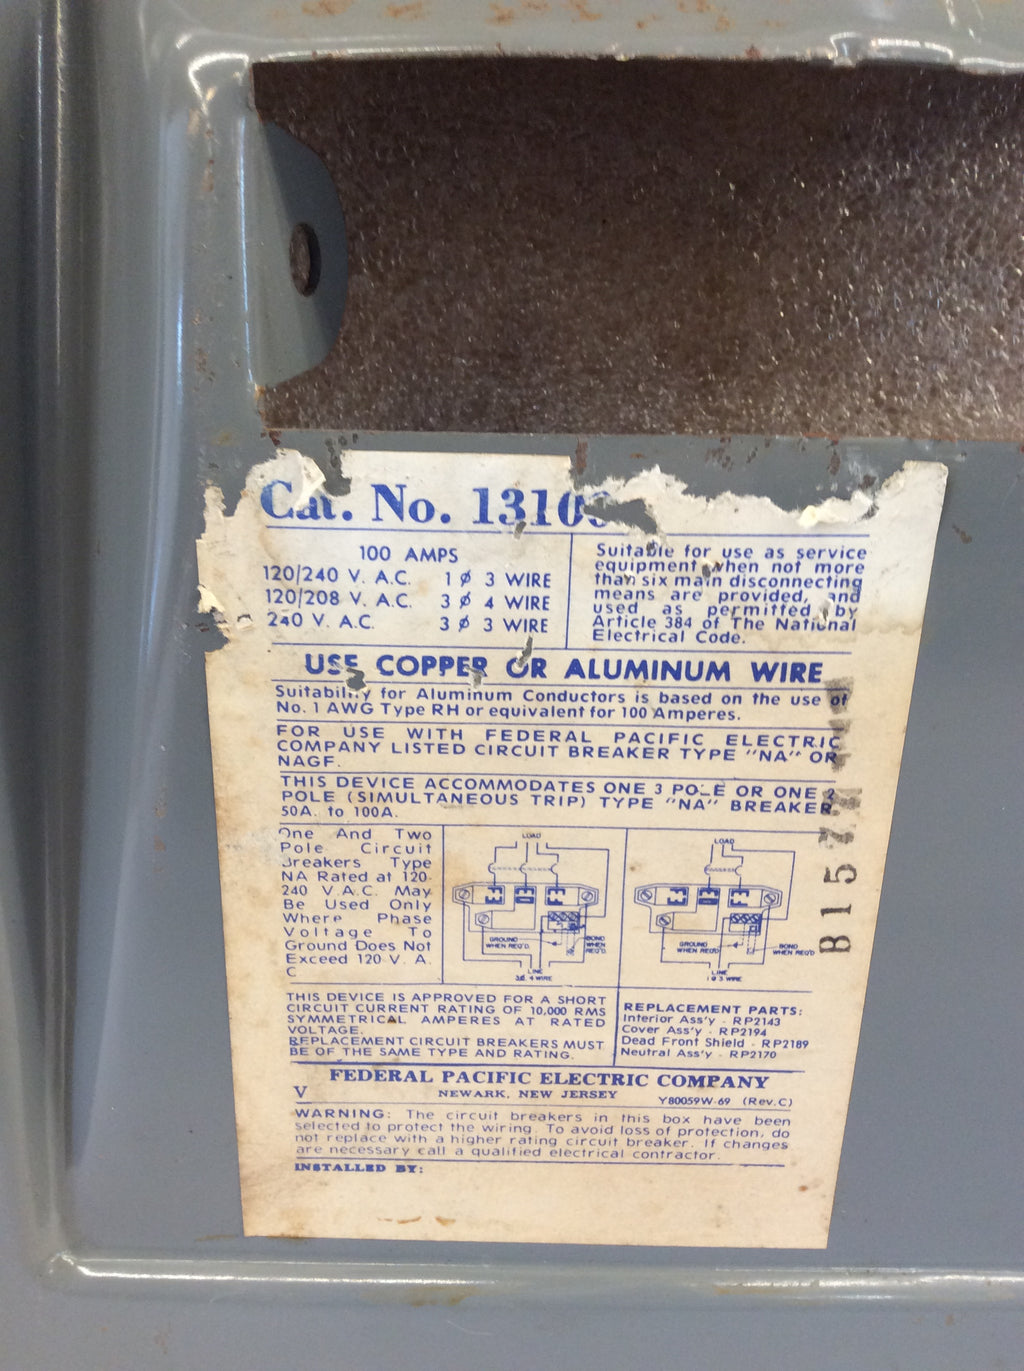 Cat. No. 1310
100 AMPS
120/240 V. A.C. 1 ø 3 WIRE
120/208 V. A.C. 3 ø 4 WIRE
240 V. A.C. 3 ø 3 WIRE
Suitable for use as service
equipment when not more
than six main disconnecting
means are provided, and
used as permitted by
Article 384 of The National
Electrical Code.
USE COPPER OR ALUMINUM WIRE
Suitability for Aluminum Conductors is based on the use of
No. 1 AWG Type RH or equivalent for 100 Amperes.
FOR USE WITH FEDERAL PACIFIC ELECTRIC
COMPANY LISTED CIRCUIT BREAKER TYPE "NA" OR
NAGF.
THIS DEVICE ACCOMMODATES ONE 3 POLE OR ONE 2
POLE (SIMULTANEOUS TRIP) TYPE "NA" BREAKER
50A. to 100A.
One And Two
Pole Circuit
Breakers Type
NA Rated at 120-
240 V.A.C. May
Be Used Only
Where Phase
Voltage To
Ground Does Not
Exceed 120 V. A.
C
LOAD
GROUND
WHEN REQ'D.
BOND
WHEN
REQ'D.
LINE
3Ø. 4 WIRE
LOAD
GROUND
WHEN REQ'D
BOND
WHEN REQ'D
LINE
1 Ø 3 WIRE
B157
THIS DEVICE IS APPROVED FOR A SHORT
CIRCUIT CURRENT RATING OF 10,000 RMS
SYMMETRICAL AMPERES AT RATED
VOLTAGE.
REPLACEMENT CIRCUIT BREAKERS MUST
BE OF THE SAME TYPE AND RATING.
REPLACEMENT PARTS:
Interior Ass'y - RP2143
Cover Ass'y - RP2194
Dead Front Shield - RP2189
Neutral Ass'y - RP2170
FEDERAL PACIFIC ELECTRIC COMPANY
V NEWARK, NEW JERSEY Y80059W-69 (Rev.C)
WARNING: The circuit breakers in this box have been
selected to protect the wiring. To avoid loss of protection, do
not replace with a higher rating circuit breaker. If changes
are necessary call a qualified electrical contractor.
INSTALLED BY: